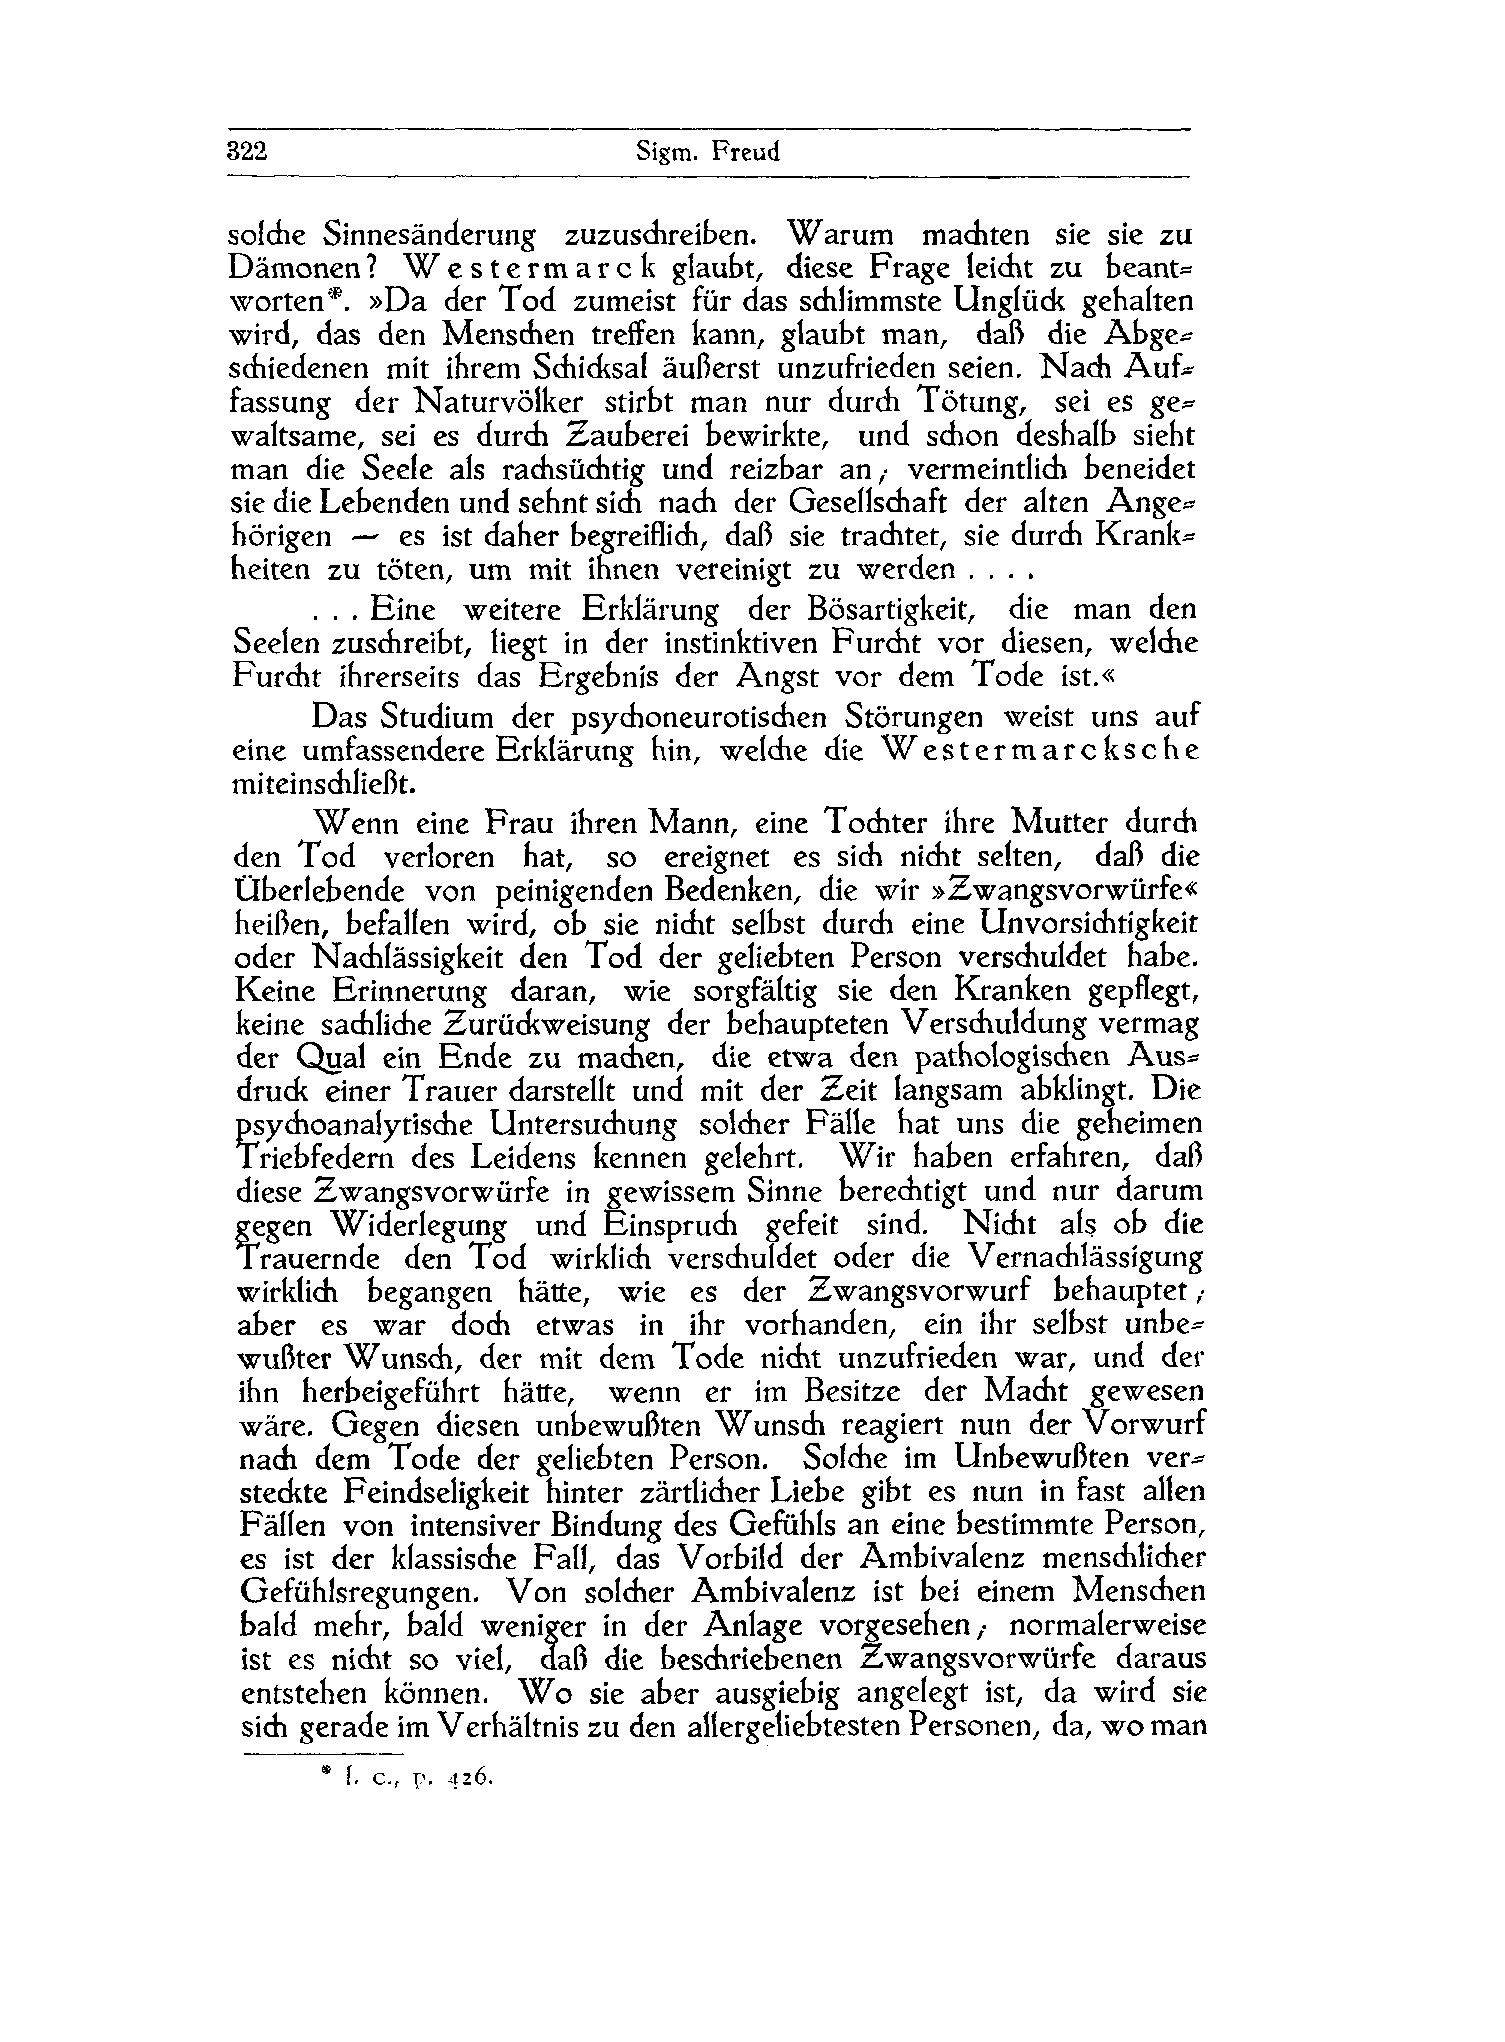 322 Sigm. Freud
solche Sinnesänderung zuzuschreiben. Warum machten sie sie zu
Dämonen? Westermarck glaubt, diese Frage leicht zu beant-
worten*. »Da der Tod zumeist für das schlimmste Unglück gehalten
wird, das den Menschen treffen kann, glaubt man, daß die Abge-
schiedenen mit ihrem Schicksal äußerst unzufrieden seien. Nach Auf-
fassung der Naturvölker stirbt man nur durch Tötung, sei es ge-
waltsame, sei es durch Zauberei bewirkte, und schon deshalb sieht
man die Seele als rachsüchtig und reizbar an; vermeintlich beneidet
sie die Lebenden und sehnt sich nach der Gesellschaft der alten Ange-
hörigen — es ist daher begreiflich, daß sie trachtet, sie durch Krank-
heiten zu töten, um mit ihnen vereinigt zu werden . . . .
. . . Eine weitere Erklärung der Bösartigkeit, die man den
Seelen zuschreibt, liegt in der instinktiven Furcht vor diesen, welche
Furcht ihrerseits das Ergebnis der Angst vor dem Tode ist.«
Das Studium der psychoneurotischen Störungen weist uns auf
eine umfassendere Erklärung hin, welche die Westermarcksche
miteinschließt.
Wenn eine Frau ihren Mann, eine Tochter ihre Mutter durch
den Tod verloren hat, so ereignet es sich nicht selten, daß die
Überlebende von peinigenden Bedenken, die wir »Zwangsvorwürfe«
heißen, befallen wird, ob sie nicht selbst durch eine Unvorsichtigkeit
oder Nachlässigkeit den Tod der geliebten Person verschuldet habe.
Keine Erinnerung daran, wie sorgfältig sie den Kranken gepflegt,
keine sachliche Zurückweisung der behaupteten Verschuldung vermag
der Qual ein Ende zu machen, die etwa den pathologischen Aus-
druck einer Trauer darstellt und mit der Zeit langsam abklingt. Die
psychoanalytische Untersuchung solcher Fälle hat uns die geheimen
Triebfedern des Leidens kennen gelehrt. Wir haben erfahren, daß
diese Zwangsvorwürfe in gewissem Sinne berechtigt und nur darum
gegen Widerlegung und Einspruch gefeit sind. Nicht als ob die
Trauernde den Tod wirklich verschuldet oder die Vernachlässigung
wirklich begangen hätte, wie es der Zwangsvorwurf behauptet;
aber es war doch etwas in ihr vorhanden, ein ihr selbst unbe-
wußter Wunsch, der mit dem Tode nicht unzufrieden war, und der
ihn herbeigeführt hätte, wenn er im Besitze der Macht gewesen
wäre. Gegen diesen unbewußten Wunsch reagiert nun der Vorwurf
nach dem Tode der geliebten Person. Solche im Unbewußten ver-
steckte Feindseligkeit hinter zärtlicher Liebe gibt es nun in fast allen
Fällen von intensiver Bindung des Gefühls an eine bestimmte Person,
es ist der klassische Fall, das Vorbild der Ambivalenz menschlicher
Gefühlsregungen. Von solcher Ambivalenz ist bei einem Menschen
bald mehr, bald weniger in der Anlage vorgesehen; normalerweise
ist es nicht so viel, daß die beschriebenen Zwangsvorwürfe daraus
entstehen können. Wo sie aber ausgiebig angelegt ist, da wird sie
sich gerade im Verhältnis zu den allergeliebtesten Personen, da, wo man
* l. c., p. 426.